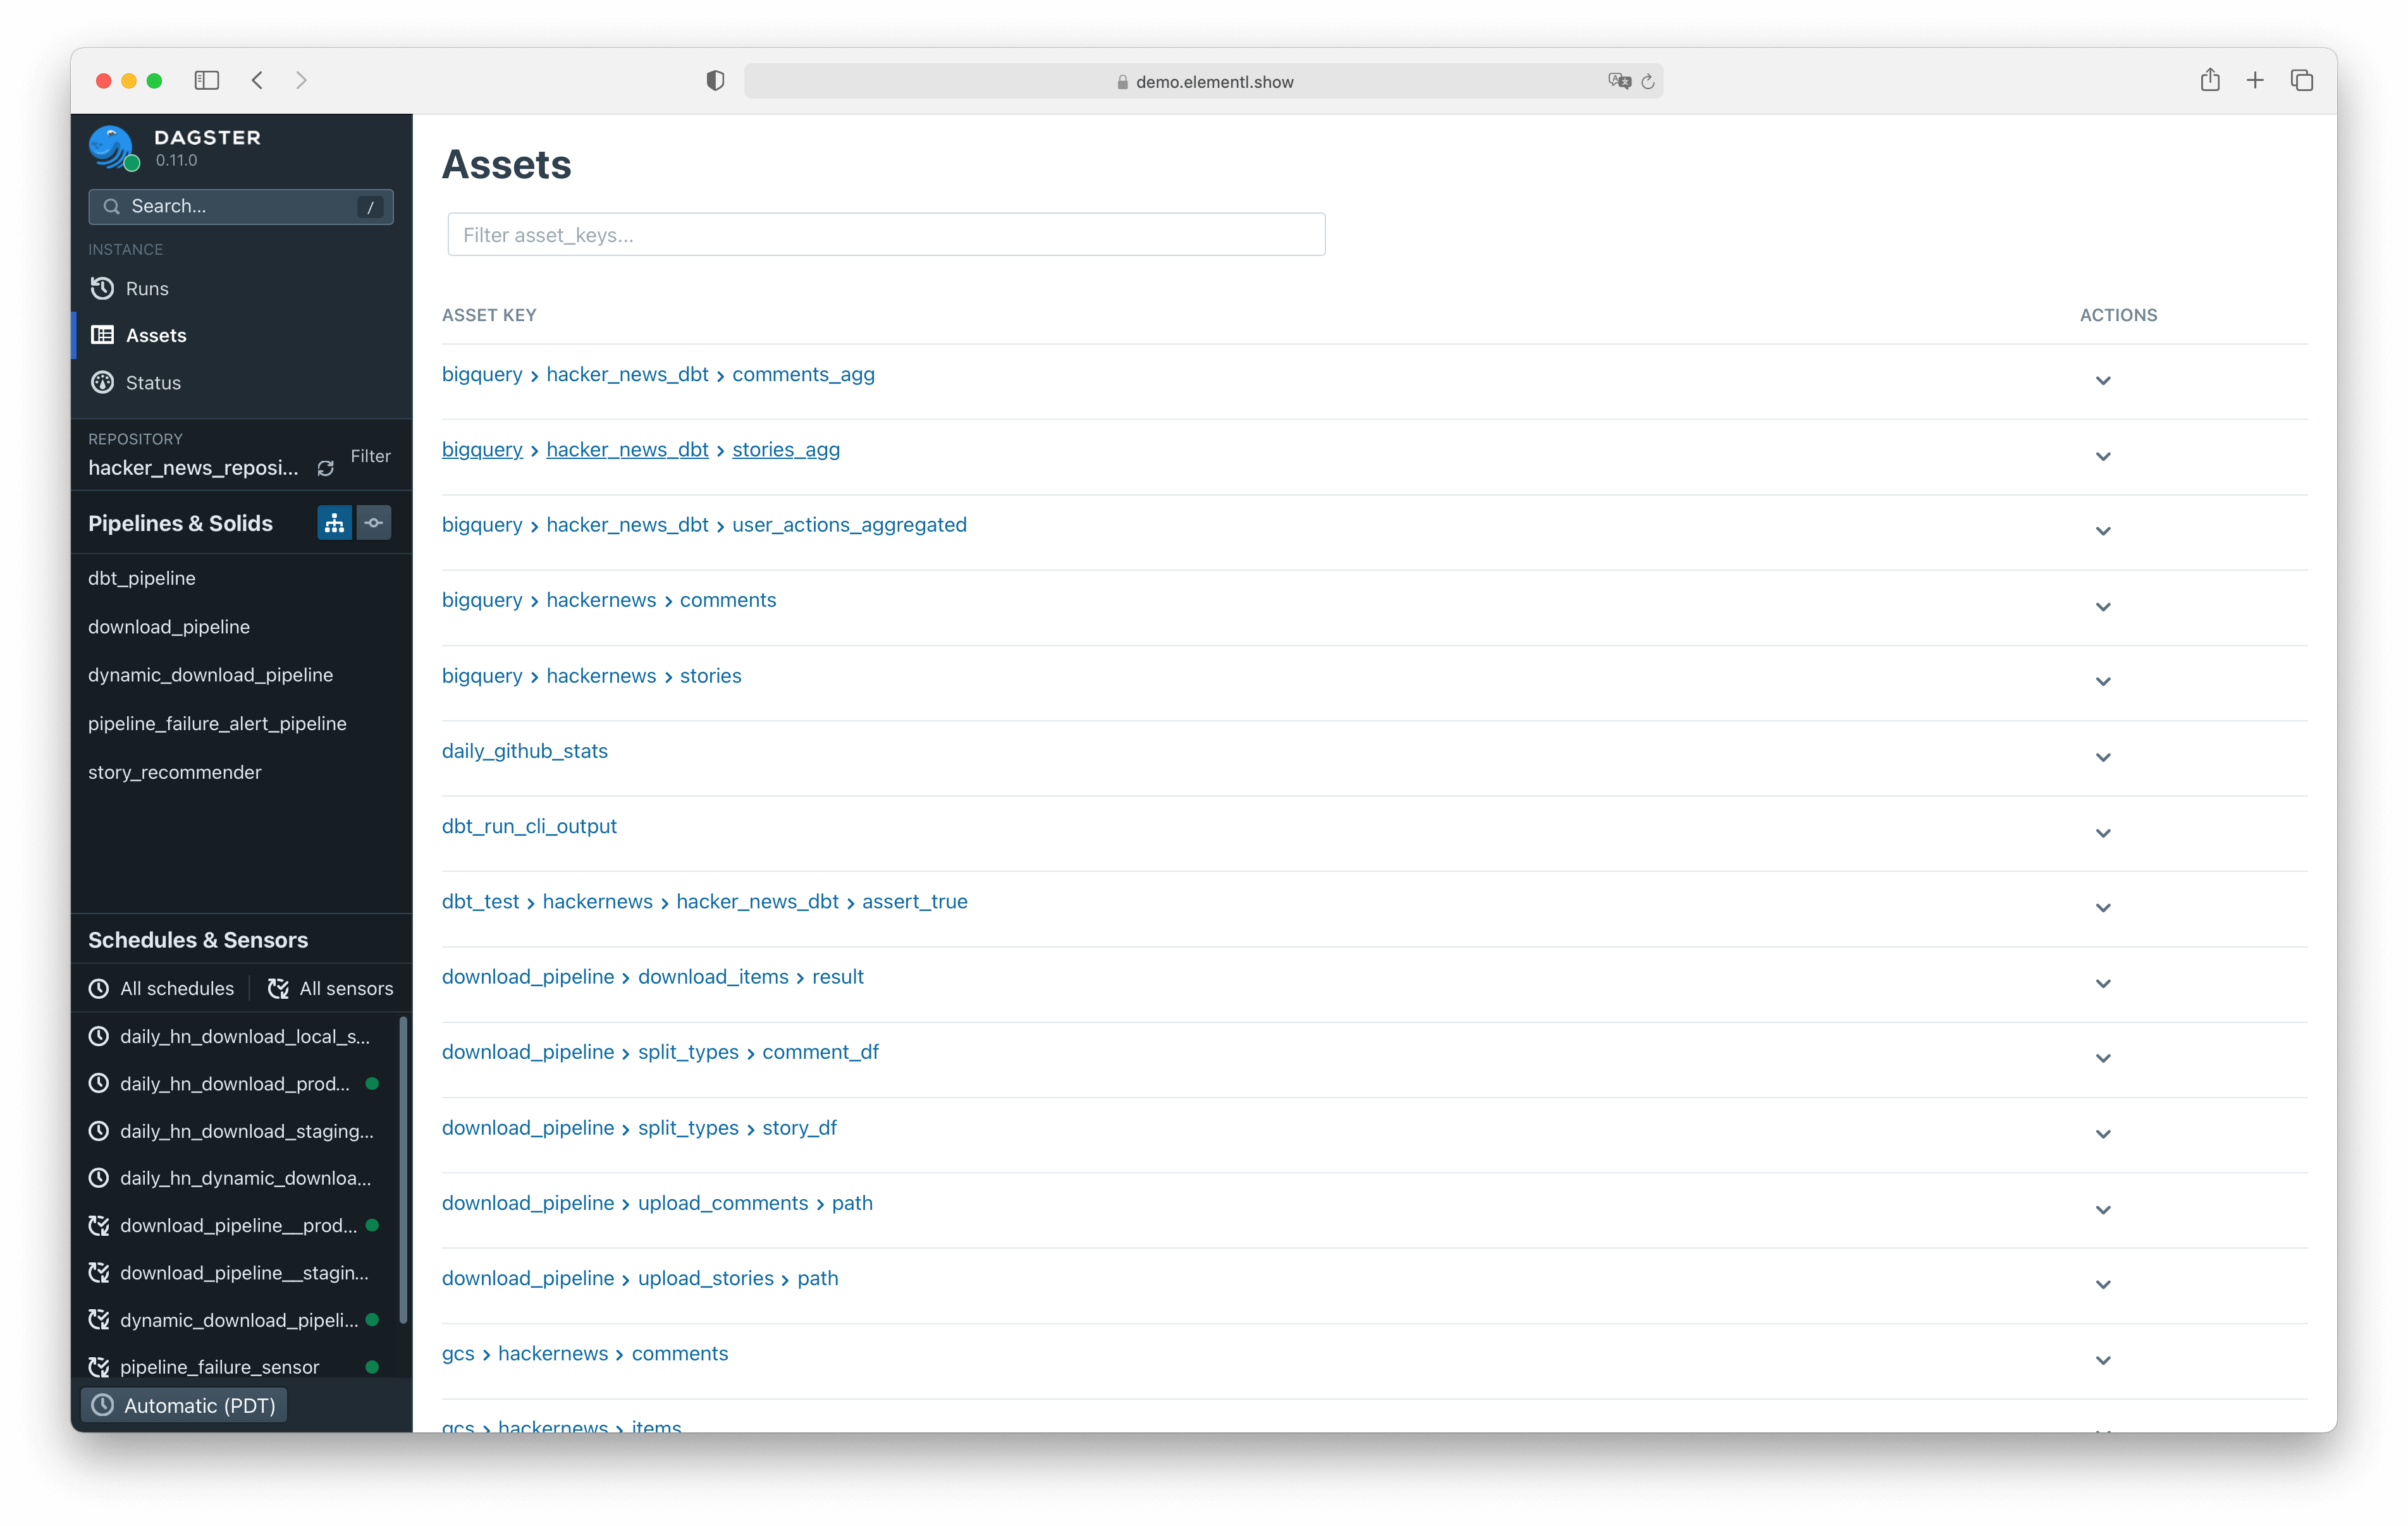 demo.elementl.show
DAGSTER
0.11.0
Search...
/
INSTANCE
Runs
Assets
Status
REPOSITORY
hacker_news_reposi...
Filter
Pipelines & Solids
dbt_pipeline
download_pipeline
dynamic_download_pipeline
pipeline_failure_alert_pipeline
story_recommender
Schedules & Sensors
All schedules
All sensors
daily_hn_download_local_s...
daily_hn_download_prod...
daily_hn_download_staging...
daily_hn_dynamic_downloa...
download_pipeline__prod...
download_pipeline__stagin...
dynamic_download_pipeli...
pipeline_failure_sensor
Automatic (PDT)
Assets
Filter asset_keys...
ASSET KEY
ACTIONS
bigquery › hacker_news_dbt › comments_agg
bigquery › hacker_news_dbt › stories_agg
bigquery › hacker_news_dbt › user_actions_aggregated
bigquery › hackernews › comments
bigquery › hackernews › stories
daily_github_stats
dbt_run_cli_output
dbt_test › hackernews › hacker_news_dbt › assert_true
download_pipeline › download_items › result
download_pipeline › split_types › comment_df
download_pipeline › split_types › story_df
download_pipeline › upload_comments › path
download_pipeline › upload_stories › path
gcs › hackernews › comments
gcs › hackernews › items